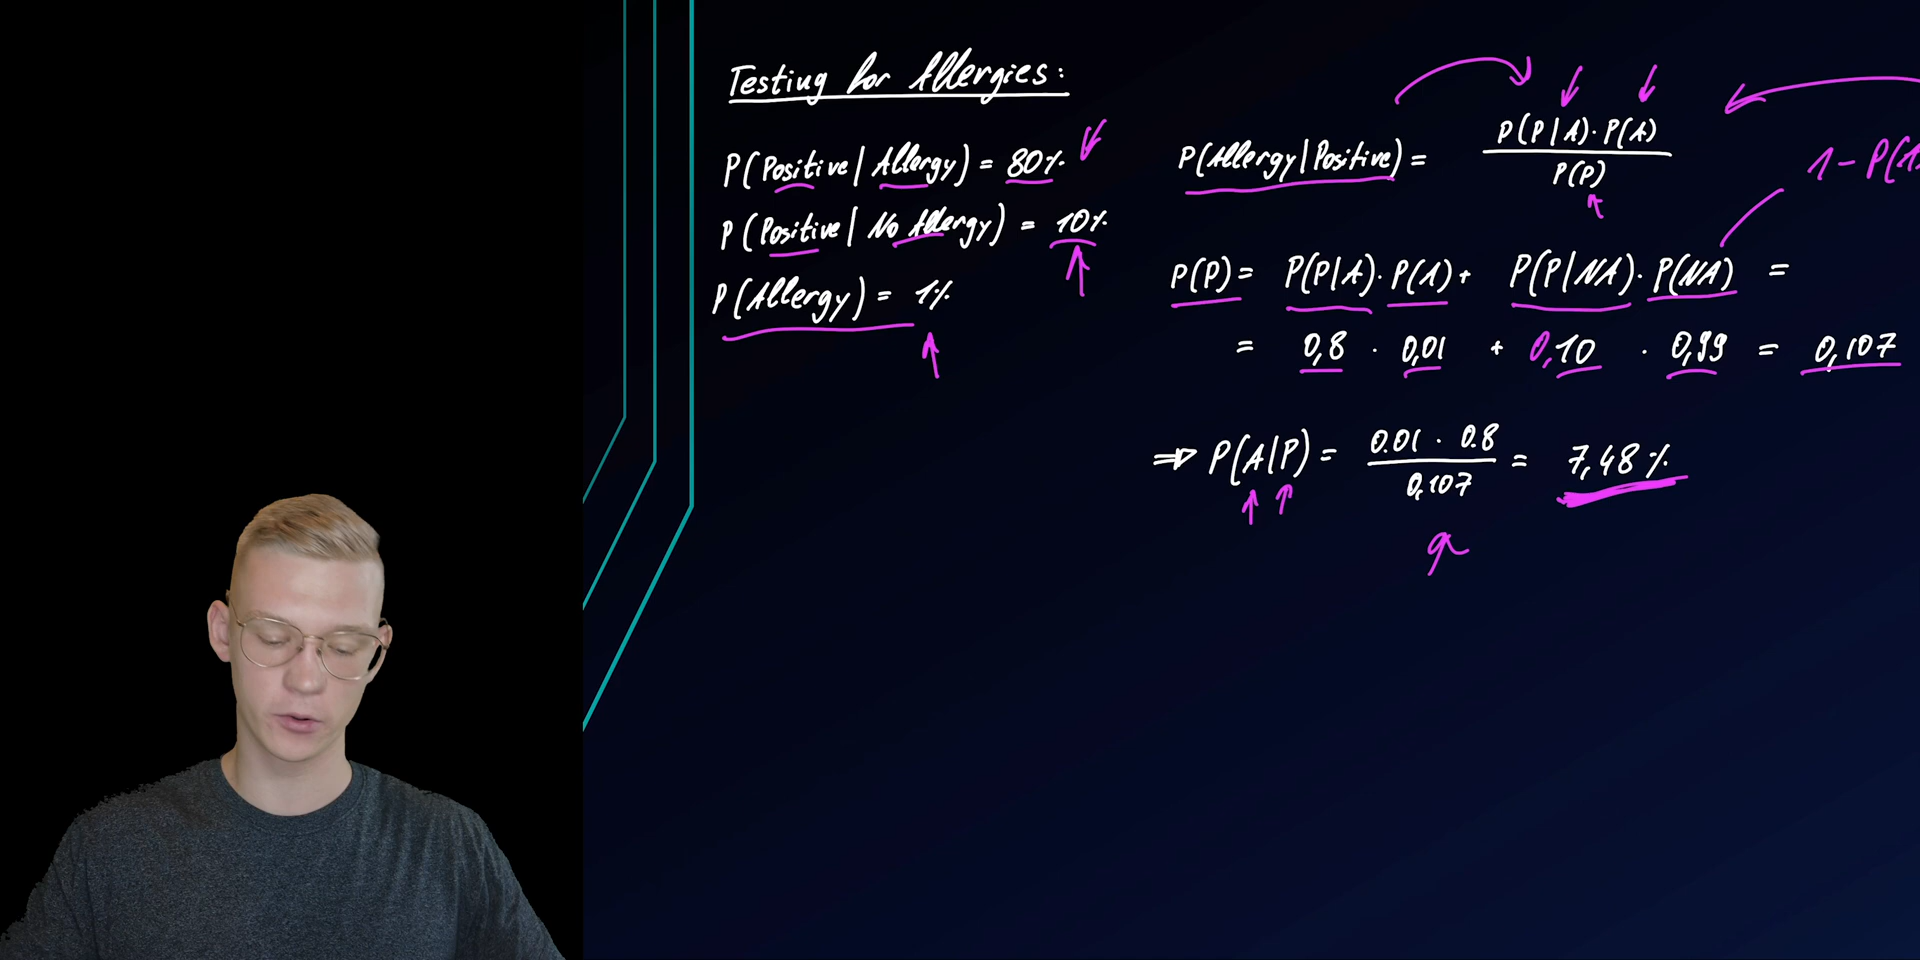 Testing for Allergies:
P(Positive | Allergy) = 80%
P(Positive | No Allergy) = 10%
P(Allergy) = 1%
P(Allergy|Positive) = P(P|A)·P(A) / P(P)
1 - P(A
P(P) = P(P|A)·P(A) + P(P|NA)·P(NA) =
= 0,8 · 0,01 + 0,10 · 0,99 = 0,107
⇒ P(A|P) = 0.01 · 0.8 / 0,107 = 7,48%